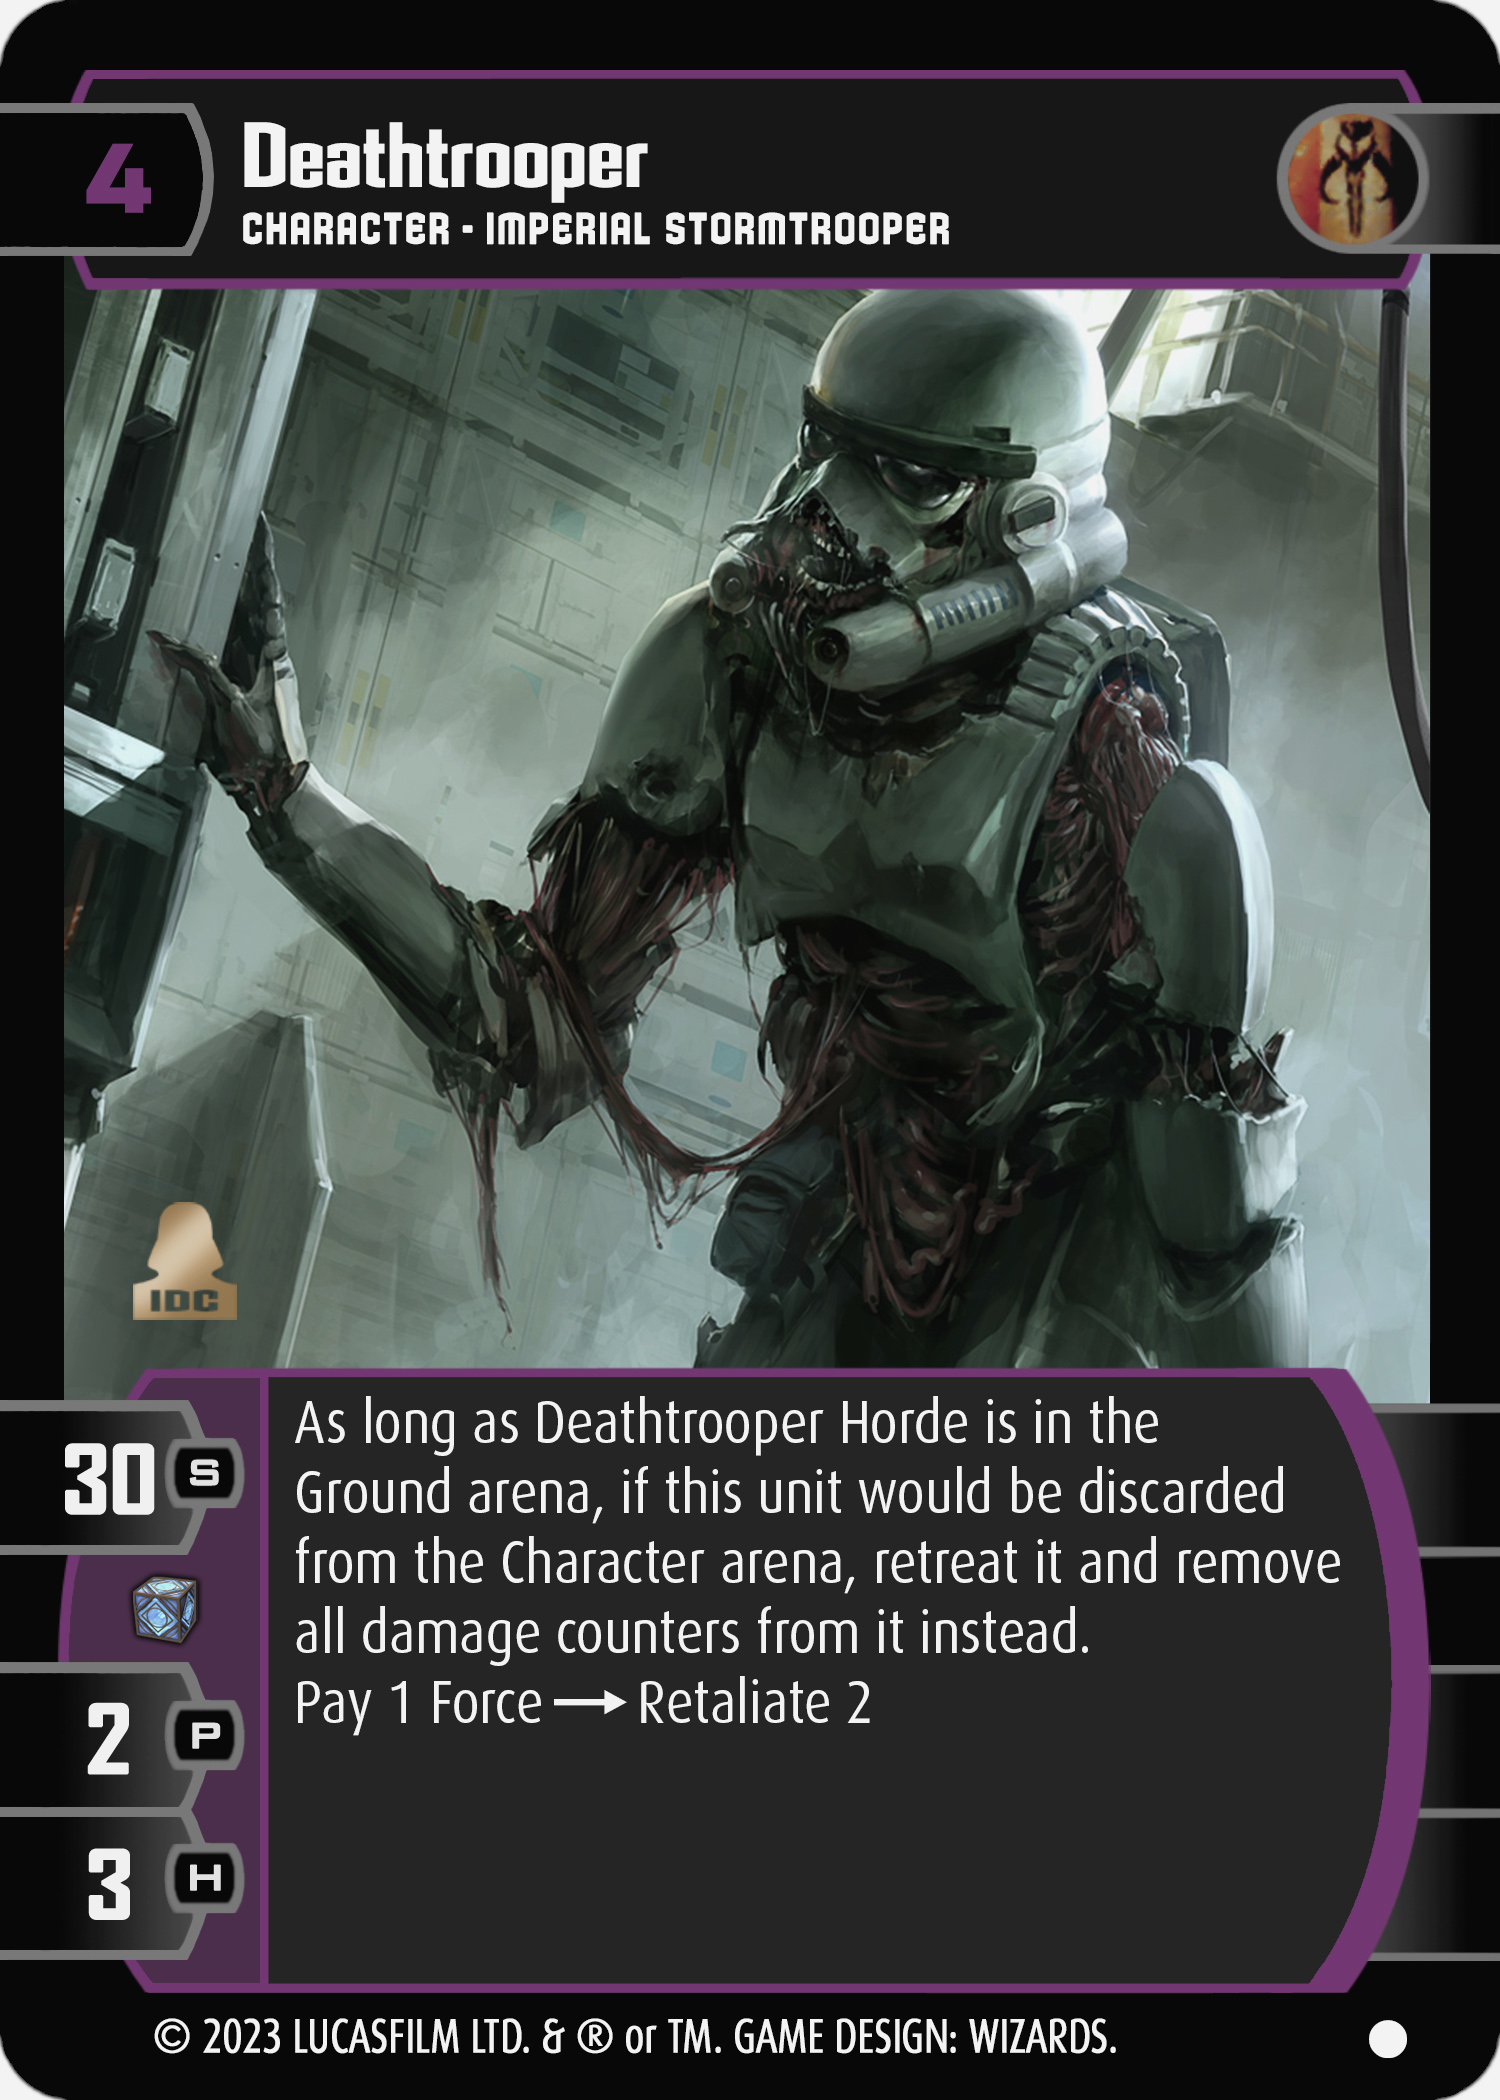 4
Deathtrooper
CHARACTER - IMPERIAL STORMTROOPER
IDC
30 S
2 P
3 H
As long as Deathtrooper Horde is in the
Ground arena, if this unit would be discarded
from the Character arena, retreat it and remove
all damage counters from it instead.
Pay 1 Force → Retaliate 2
© 2023 LUCASFILM LTD. & ® or TM. GAME DESIGN: WIZARDS.